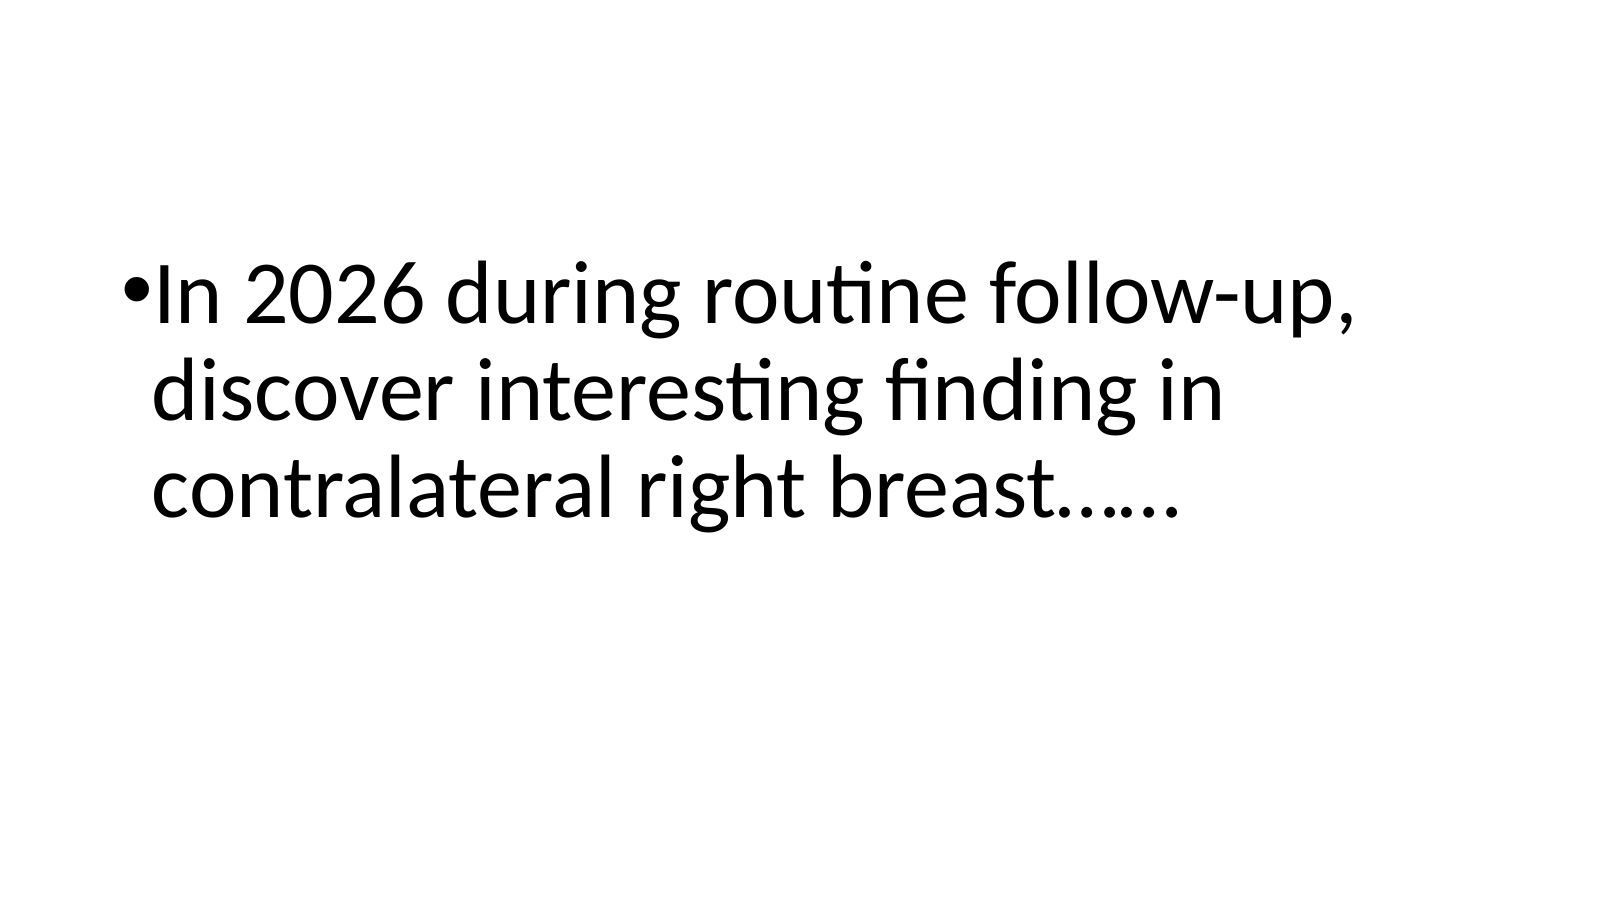 •In 2026 during routine follow-up,
discover interesting finding in
contralateral right breast……